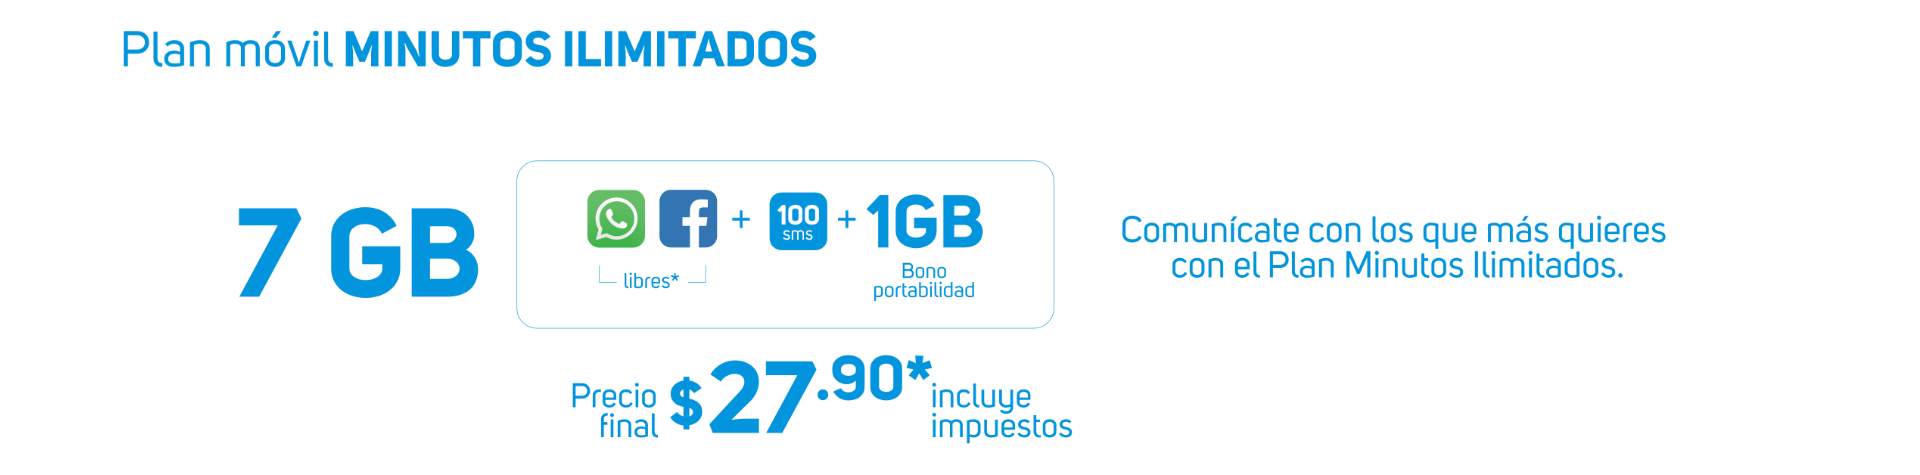 Plan móvil MINUTOS ILIMITADOS
7 GB
+ 100 sms + 1GB
libres*
Bono
portabilidad
Comunícate con los que más quieres
con el Plan Minutos Ilimitados.
Precio
final
$27.90*
incluye
impuestos